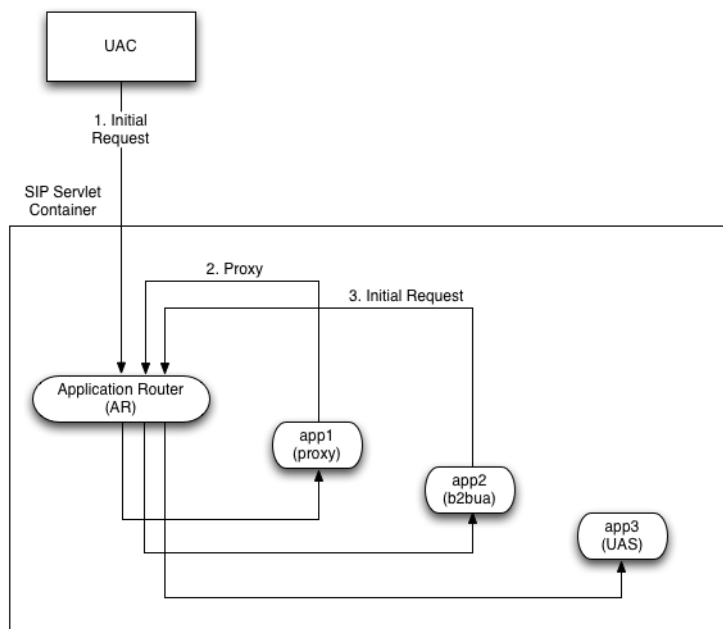 UAC
1. Initial
Request
SIP Servlet
Container
2. Proxy
3. Initial Request
Application Router
(AR)
app1
(proxy)
app2
(b2bua)
app3
(UAS)